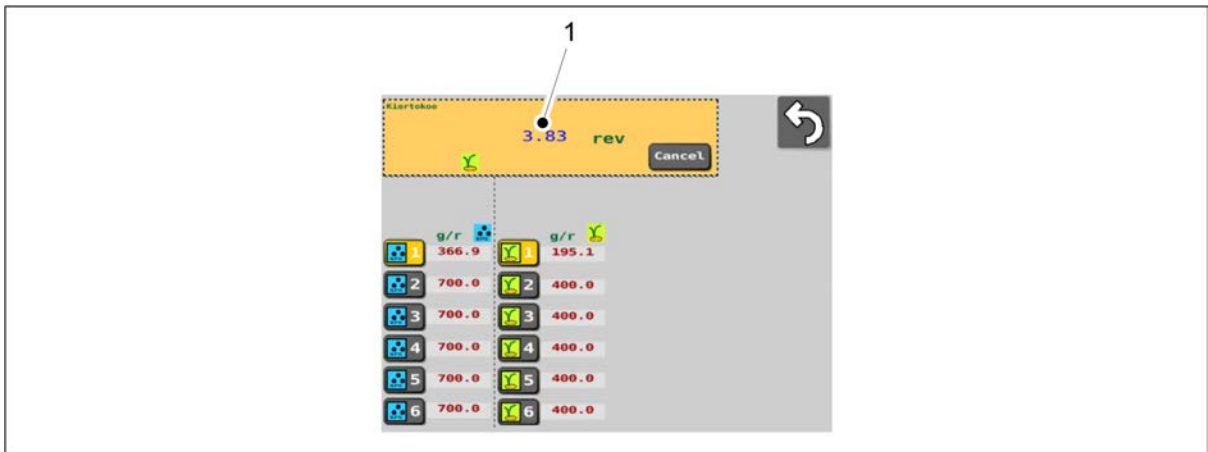 1
Kiertokoe
3.83 rev
Cancel
g/r g/r
1 366.9 1 195.1
2 700.0 2 400.0
3 700.0 3 400.0
4 700.0 4 400.0
5 700.0 5 400.0
6 700.0 6 400.0